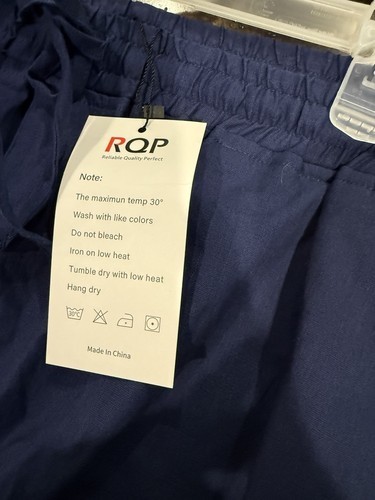 RQP
Reliable Quality Perfect
Note:
The maximun temp 30°
Wash with like colors
Do not bleach
Iron on low heat
Tumble dry with low heat
Hang dry
30°C
Made In China